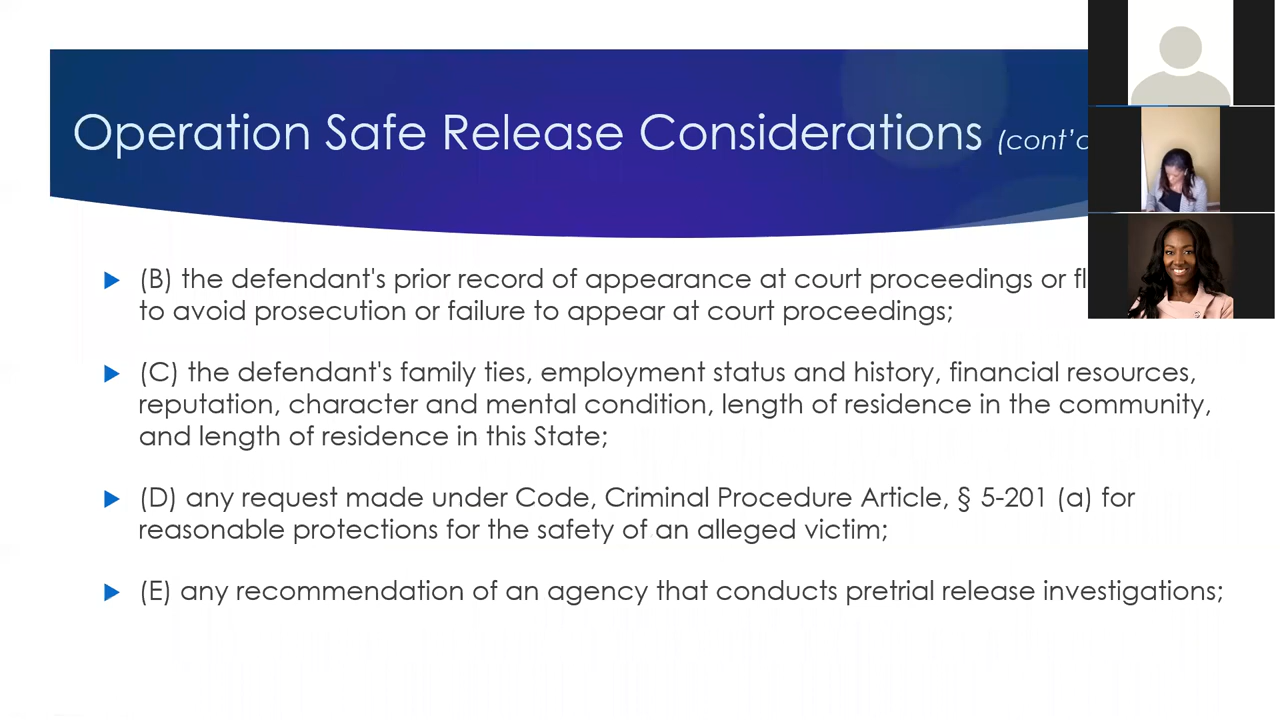 Operation Safe Release Considerations
(B) the defendant's prior record of appearance at court proceedings or
to avoid prosecution or failure to appear at court proceedings;
(C) the defendant's family ties, employment status and history, financial resources,
reputation, character and mental condition, length of residence in the community,
and length of residence in this State;
(D) any request made under Code, Criminal Procedure Article, § 5-201 (a) for
reasonable protections for the safety of an alleged victim;
(E) any recommendation of an agency that conducts pretrial release investigations;